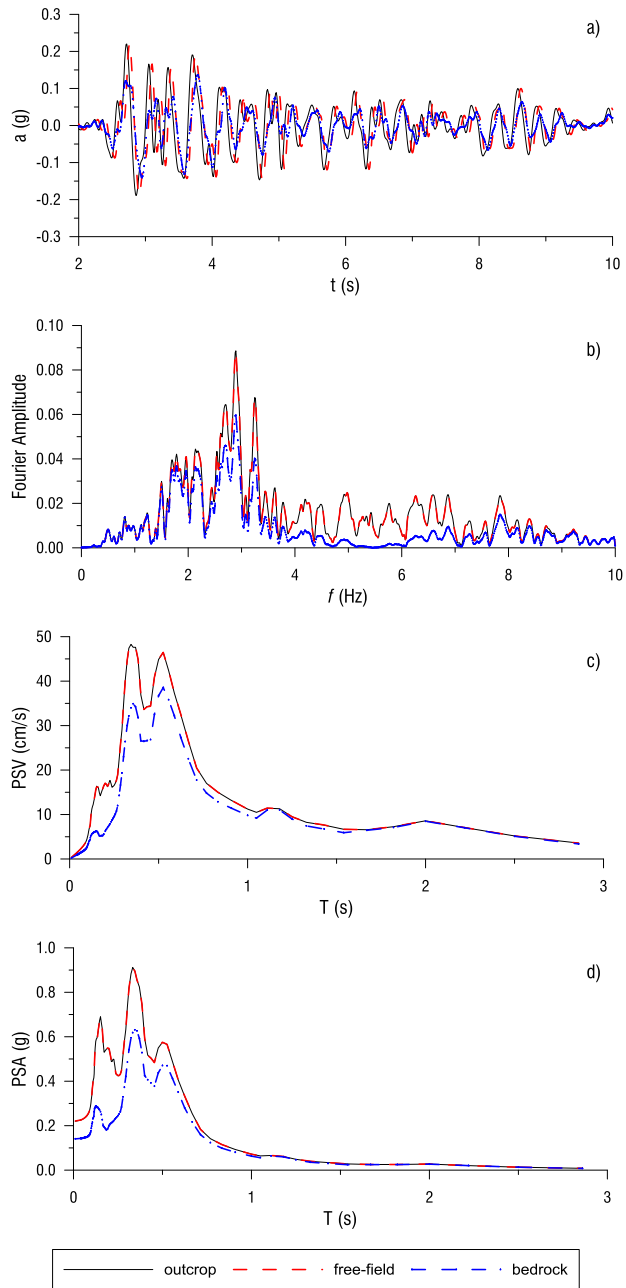 a)
0.3
0.2
0.1
0.0
-0.1
-0.2
-0.3
a (g)
2 4 6 8 10
t (s)
b)
0.10
0.08
0.06
0.04
0.02
0.00
Fourier Amplitude
0 2 4 6 8 10
f (Hz)
c)
50
40
30
20
10
0
PSV (cm/s)
0 1 2 3
T (s)
d)
1.0
0.8
0.6
0.4
0.2
0.0
PSA (g)
0 1 2 3
T (s)
outcrop free-field bedrock